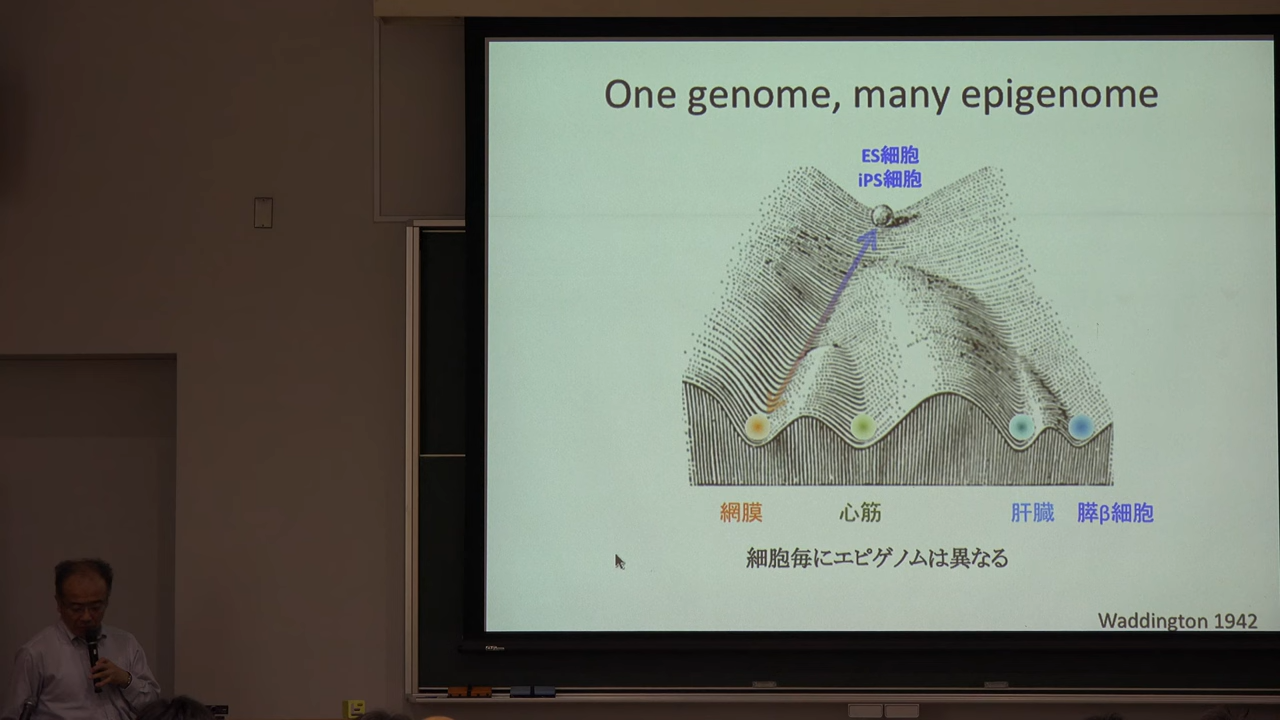 One genome, many epigenome
ES細胞
iPS細胞
網膜
心筋
肝臓
膵β細胞
細胞毎にエピゲノムは異なる
Waddington 1942